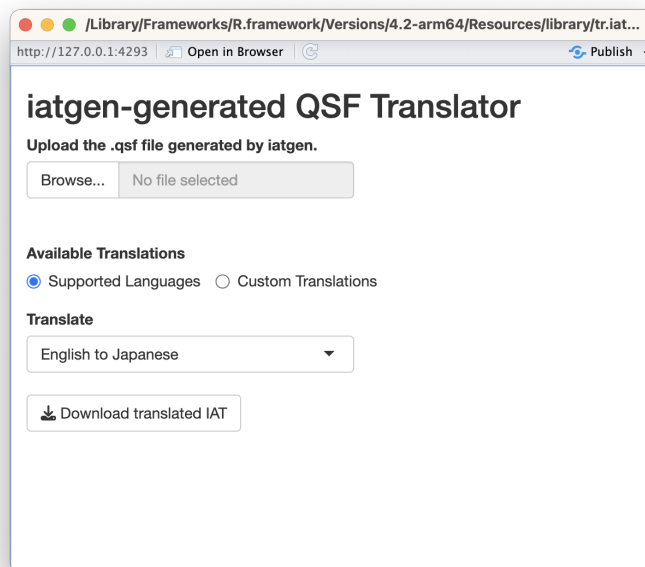 /Library/Frameworks/R.framework/Versions/4.2-arm64/Resources/library/tr.iat...
http://127.0.0.1:4293 Open in Browser Publish
iatgen-generated QSF Translator
Upload the .qsf file generated by iatgen.
Browse... No file selected
Available Translations
Supported Languages Custom Translations
Translate
English to Japanese
Download translated IAT